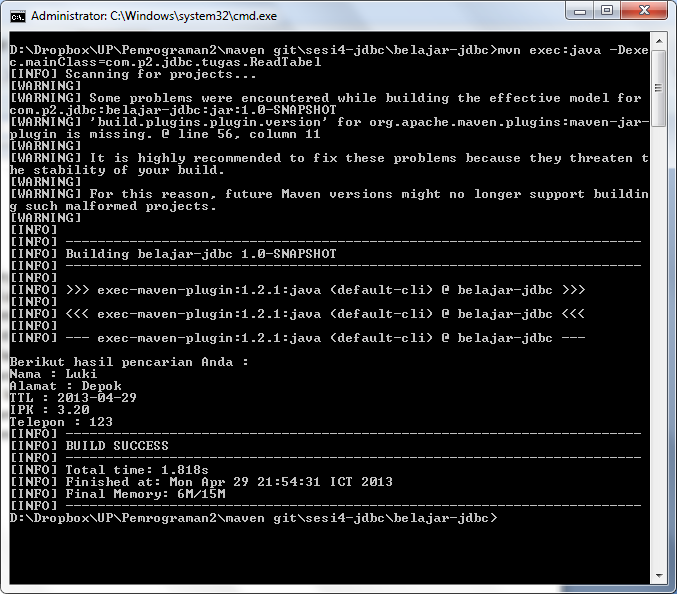 Administrator: C:\Windows\system32\cmd.exe
D:\Dropbox\UP\Pemrograman2\maven git\sesi4-jdbc\belajar-jdbc>mvn exec:java -Dexe
c.mainClass=com.p2.jdbc.tugas.ReadTabel
[INFO] Scanning for projects...
[WARNING]
[WARNING] Some problems were encountered while building the effective model for
com.p2.jdbc:belajar-jdbc:jar:1.0-SNAPSHOT
[WARNING] 'build.plugins.plugin.version' for org.apache.maven.plugins:maven-jar-
plugin is missing. @ line 56, column 11
[WARNING]
[WARNING] It is highly recommended to fix these problems because they threaten t
he stability of your build.
[WARNING]
[WARNING] For this reason, future Maven versions might no longer support buildin
g such malformed projects.
[WARNING]
[INFO]
[INFO] ------------------------------------------------------------------------
[INFO] Building belajar-jdbc 1.0-SNAPSHOT
[INFO] ------------------------------------------------------------------------
[INFO]
[INFO] >>> exec-maven-plugin:1.2.1:java (default-cli) @ belajar-jdbc >>>
[INFO]
[INFO] <<< exec-maven-plugin:1.2.1:java (default-cli) @ belajar-jdbc <<<
[INFO]
[INFO] --- exec-maven-plugin:1.2.1:java (default-cli) @ belajar-jdbc ---
Berikut hasil pencarian Anda :
Nama : Luki
Alamat : Depok
TTL : 2013-04-29
IPK : 3.20
Telepon : 123
[INFO] ------------------------------------------------------------------------
[INFO] BUILD SUCCESS
[INFO] ------------------------------------------------------------------------
[INFO] Total time: 1.818s
[INFO] Finished at: Mon Apr 29 21:54:31 ICT 2013
[INFO] Final Memory: 6M/15M
[INFO] ------------------------------------------------------------------------
D:\Dropbox\UP\Pemrograman2\maven git\sesi4-jdbc\belajar-jdbc>